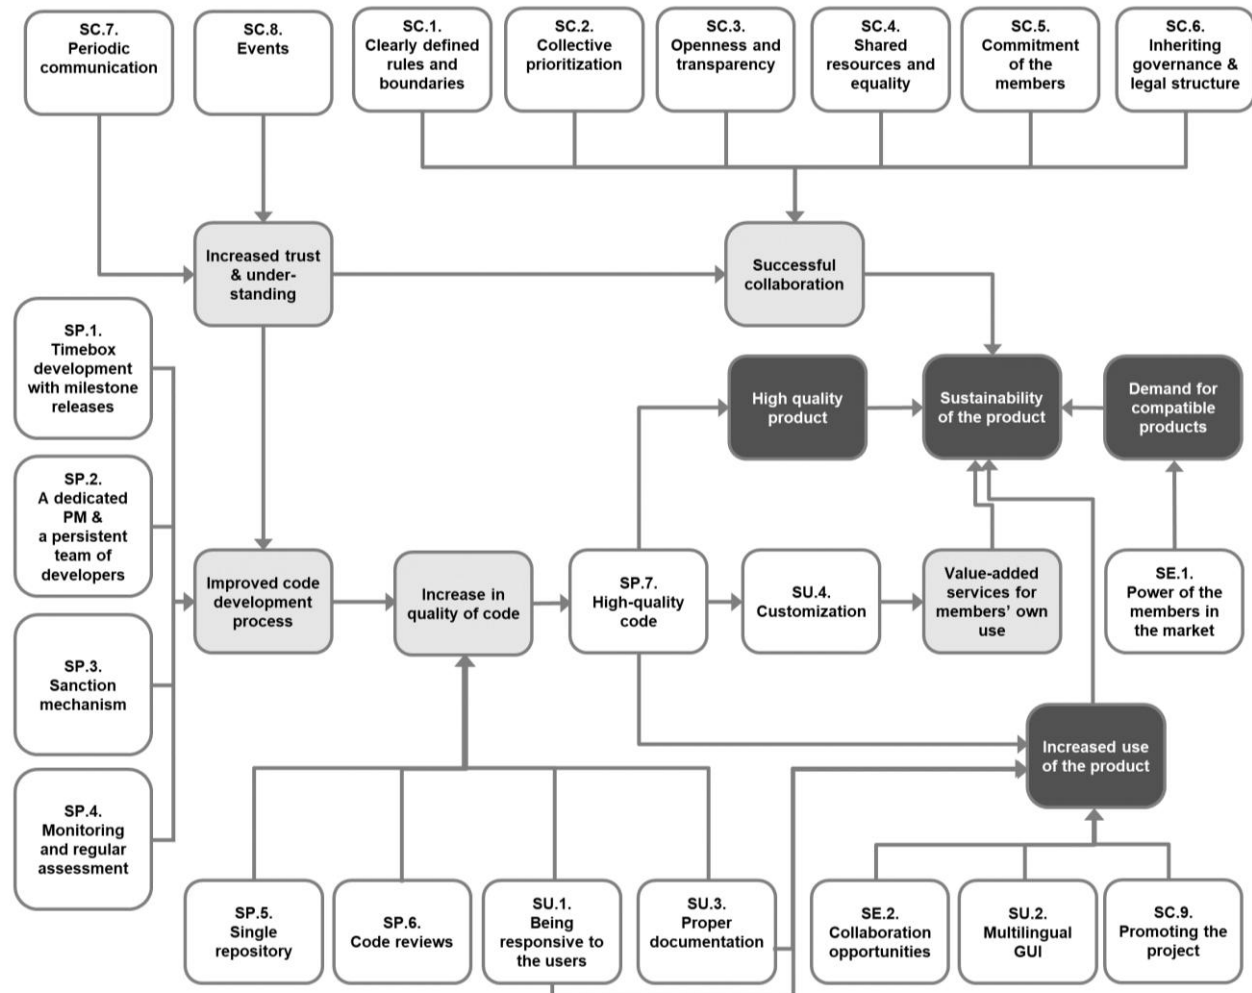 SC.7.
Periodic
communication
SC.8.
Events
SC.1.
Clearly defined
rules and
boundaries
SC.2.
Collective
prioritization
SC.3.
Openness and
transparency
SC.4.
Shared
resources and
equality
SC.5.
Commitment
of the
members
SC.6.
Inheriting
governance &
legal structure
Increased trust
& under-
standing
Successful
collaboration
SP.1.
Timebox
development
with milestone
releases
High quality
product
Sustainability
of the product
Demand for
compatible
products
SP.2.
A dedicated
PM &
a persistent
team of
developers
Improved code
development
process
Increase in
quality of code
SP.7.
High-quality
code
SU.4.
Customization
Value-added
services for
members’ own
use
SE.1.
Power of the
members in
the market
SP.3.
Sanction
mechanism
Increased use
of the product
SP.4.
Monitoring
and regular
assessment
SP.5.
Single
repository
SP.6.
Code reviews
SU.1.
Being
responsive to
the users
SU.3.
Proper
documentation
SE.2.
Collaboration
opportunities
SU.2.
Multilingual
GUI
SC.9.
Promoting the
project